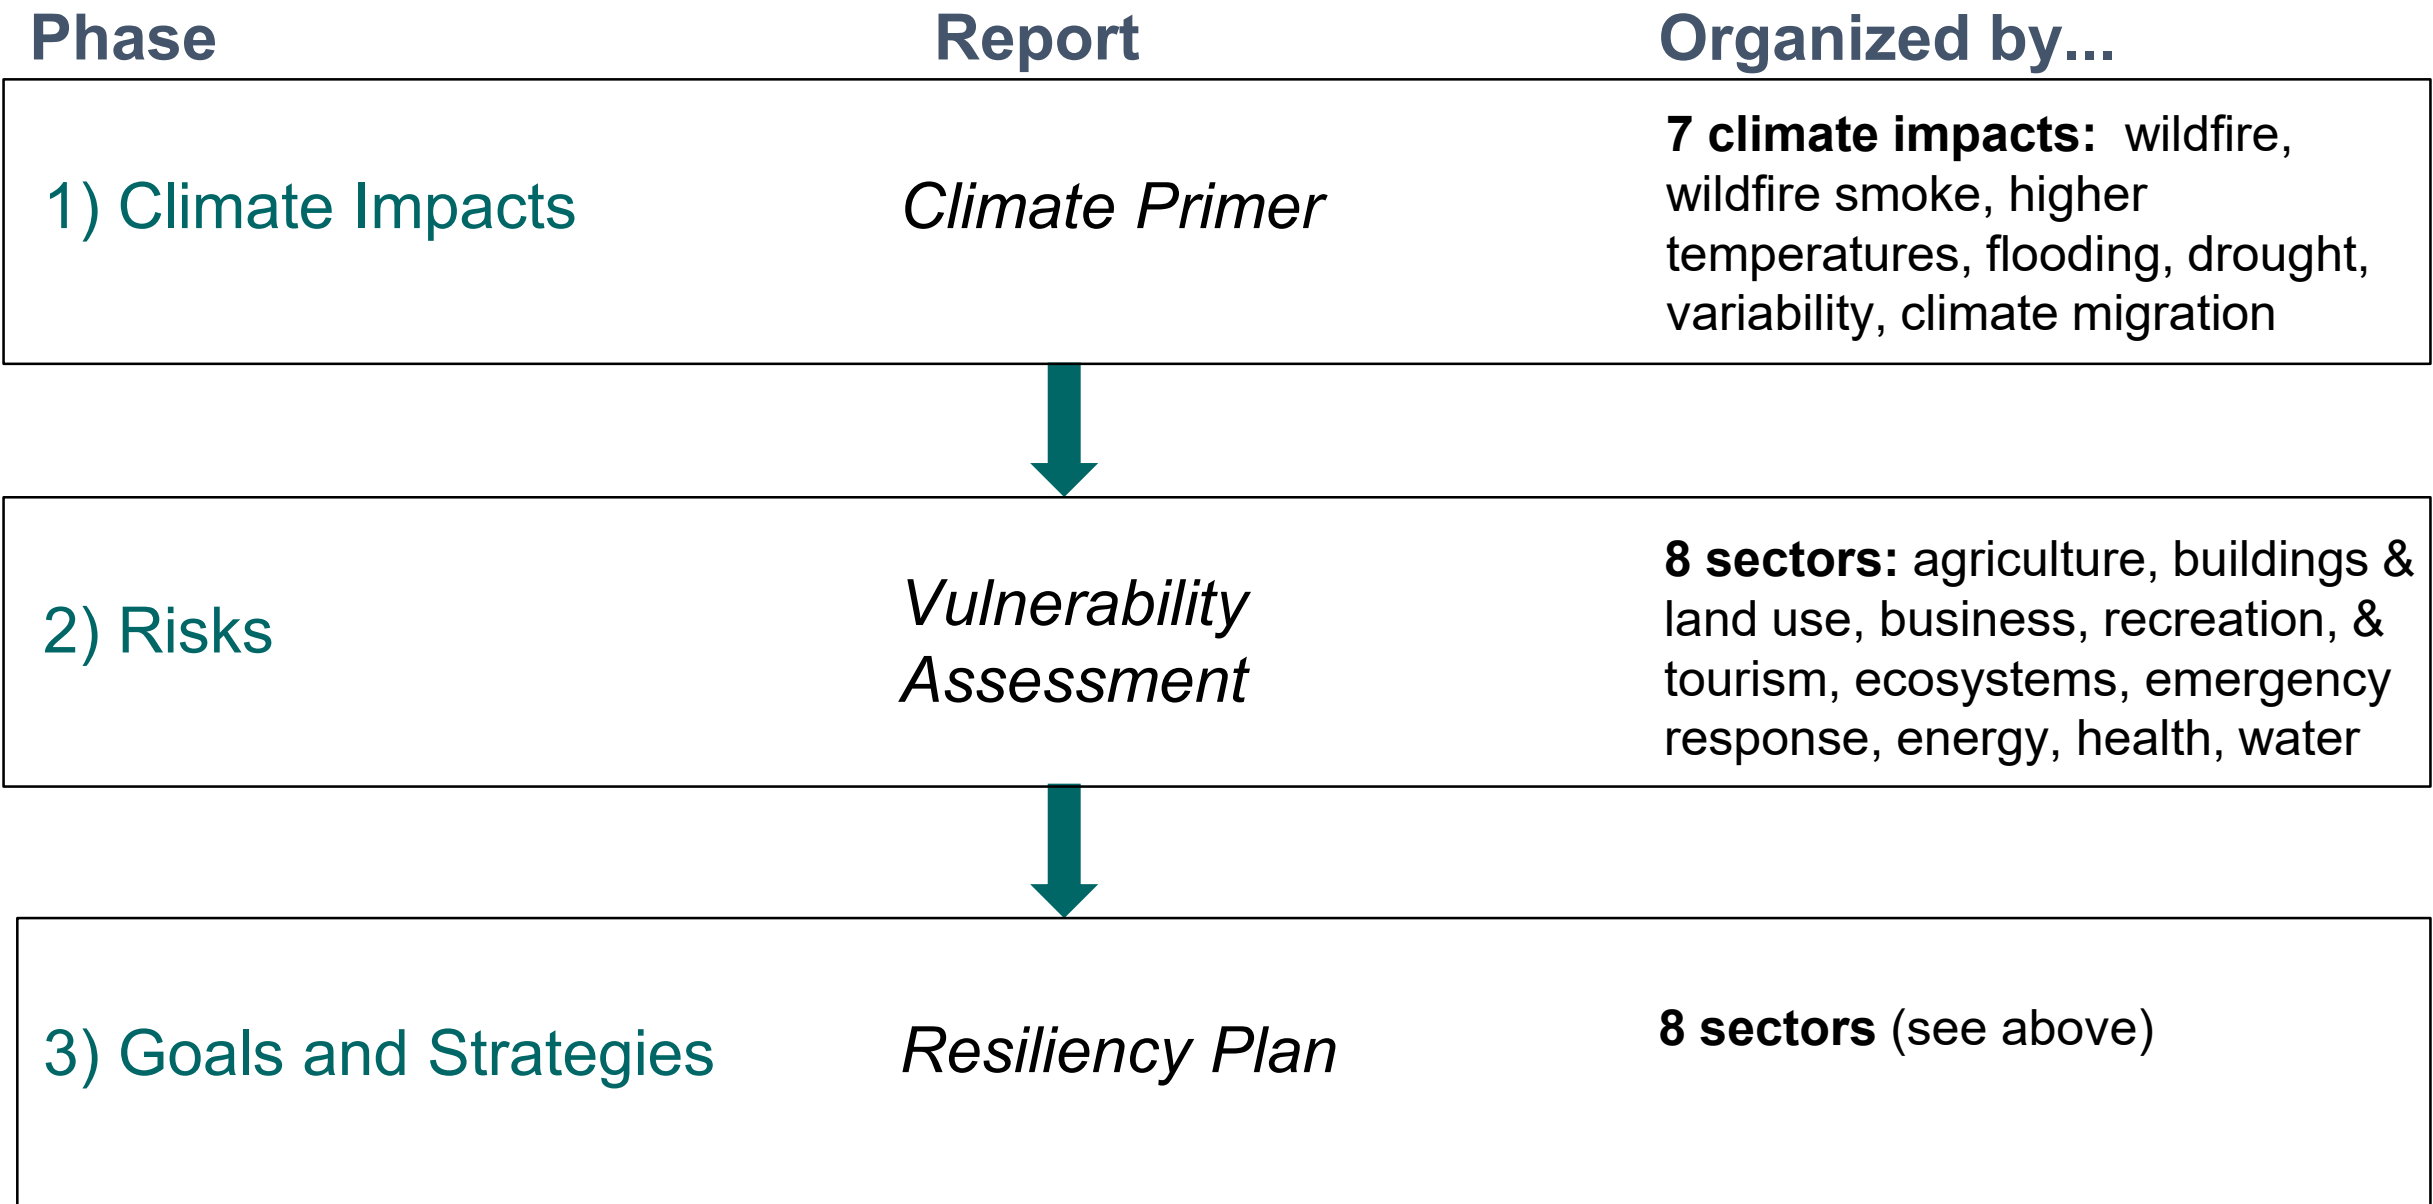 Phase Report Organized by...
1) Climate Impacts
Climate Primer
7 climate impacts:  wildfire,
wildfire smoke, higher
temperatures, flooding, drought,
variability, climate migration
2) Risks
Vulnerability
Assessment
8 sectors: agriculture, buildings &
land use, business, recreation, &
tourism, ecosystems, emergency
response, energy, health, water
3) Goals and Strategies
Resiliency Plan
8 sectors (see above)